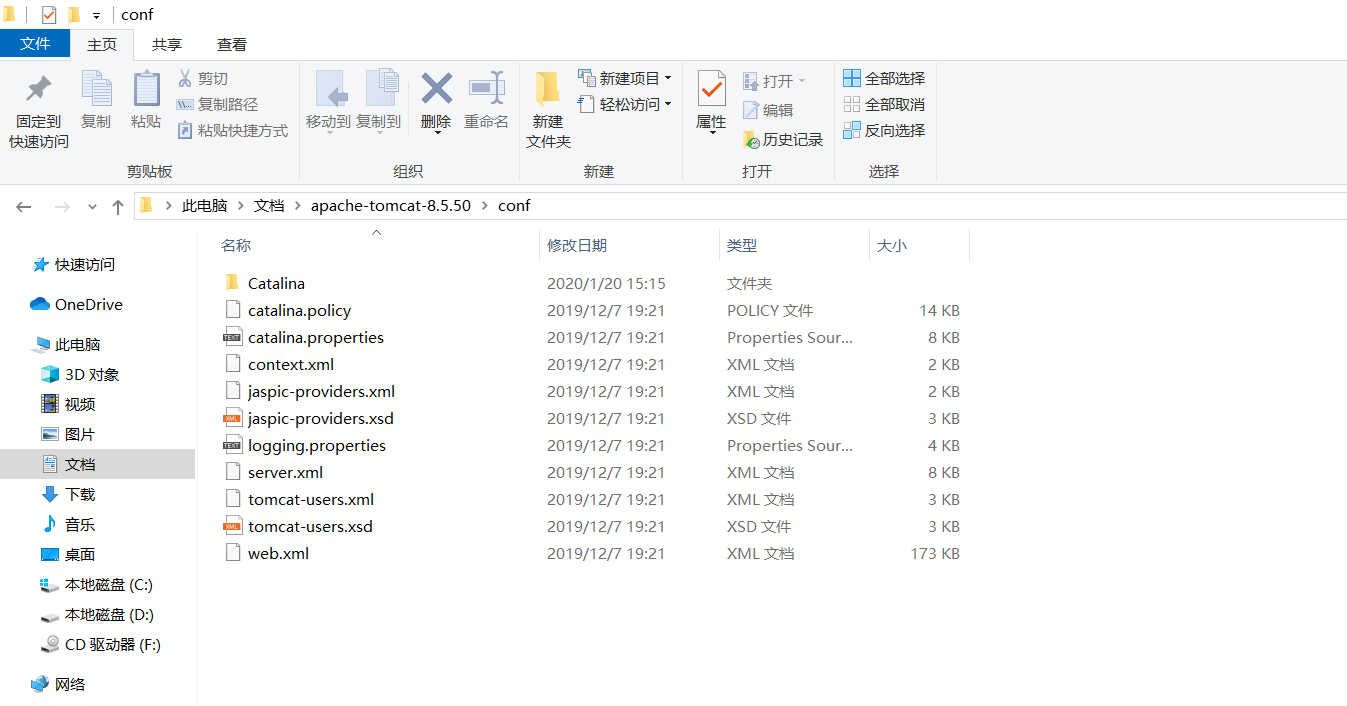 conf
文件 主页 共享 查看
固定到快速访问
复制
粘贴
剪切
复制路径
粘贴快捷方式
剪贴板
移动到
复制到
删除
重命名
组织
新建文件夹
新建项目
轻松访问
新建
属性
打开
编辑
历史记录
打开
全部选择
全部取消
反向选择
选择
此电脑 > 文档 > apache-tomcat-8.5.50 > conf
快速访问
OneDrive
此电脑
3D 对象
视频
图片
文档
下载
音乐
桌面
本地磁盘 (C:)
本地磁盘 (D:)
CD 驱动器 (F:)
网络
名称 修改日期 类型 大小
Catalina 2020/1/20 15:15 文件夹
catalina.policy 2019/12/7 19:21 POLICY 文件 14 KB
TEXT catalina.properties 2019/12/7 19:21 Properties Sour... 8 KB
context.xml 2019/12/7 19:21 XML 文档 2 KB
jaspic-providers.xml 2019/12/7 19:21 XML 文档 2 KB
XML jaspic-providers.xsd 2019/12/7 19:21 XSD 文件 3 KB
TEXT logging.properties 2019/12/7 19:21 Properties Sour... 4 KB
server.xml 2019/12/7 19:21 XML 文档 8 KB
tomcat-users.xml 2019/12/7 19:21 XML 文档 3 KB
XML tomcat-users.xsd 2019/12/7 19:21 XSD 文件 3 KB
web.xml 2019/12/7 19:21 XML 文档 173 KB